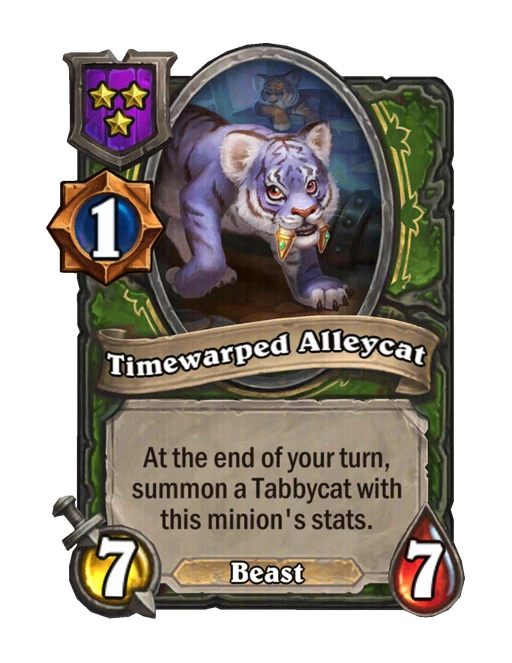 1
Timewarped Alleycat
At the end of your turn,
summon a Tabbycat with
this minion's stats.
7
Beast
7